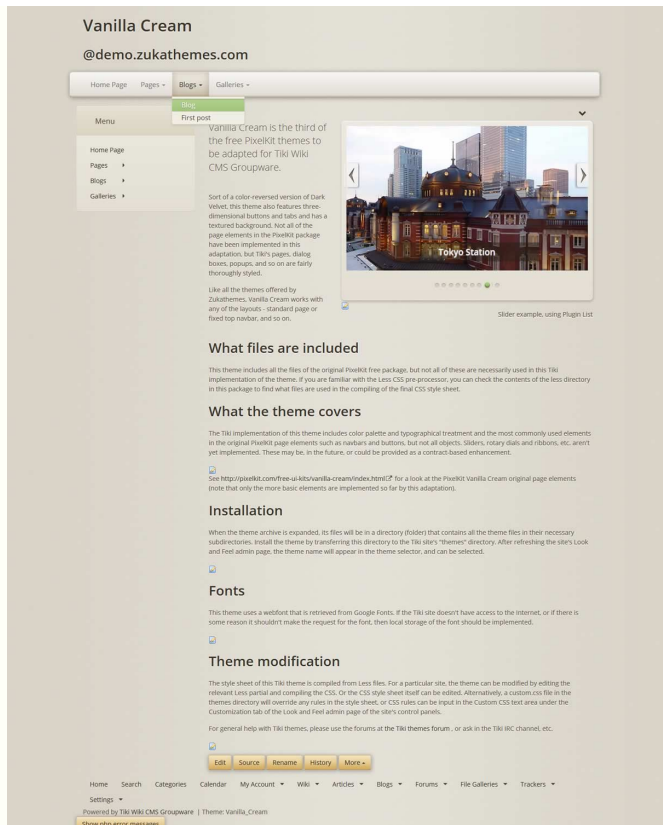 Vanilla Cream
@demo.zukathemes.com
Home Page Pages Blogs Galleries
Blog
First post
Menu
Home Page
Pages
Blogs
Galleries
Vanilla Cream is the third of
the free PixelKit themes to
be adapted for Tiki Wiki
CMS Groupware.
Sort of a color-reversed version of Dark
Velvet, this theme also features three-
dimensional buttons and tabs and has a
textured background. Not all of the
page elements in the PixelKit package
have been implemented in this
adaptation, but Tiki's pages, dialog
boxes, popups, and so on are fairly
thoroughly styled.
Like all the themes offered by
Zukathemes, Vanilla Cream works with
any of the layouts - standard page or
fixed top navbar, and so on.
Tokyo Station
Slider example, using Plugin List
What files are included
This theme includes all the files of the original PixelKit free package, but not all of these are necessarily used in this Tiki
implementation of the theme. If you are familiar with the Less CSS pre-processor, you can check the contents of the less directory
in this package to find what files are used in the compiling of the final CSS style sheet.
What the theme covers
The Tiki implementation of this theme includes color palette and typographical treatment and the most commonly used elements
in the original PixelKit page elements such as navbars and buttons, but not all objects. Sliders, rotary dials and ribbons, etc. aren't
yet implemented. These may be, in the future, or could be provided as a contract-based enhancement.
See http://pixelkit.com/free-ui-kits/vanilla-cream/index.html for a look at the PixelKit Vanilla Cream original page elements
(note that only the more basic elements are implemented so far by this adaptation).
Installation
When the theme archive is expanded, its files will be in a directory (folder) that contains all the theme files in their necessary
subdirectories. Install the theme by transferring this directory to the Tiki site's "themes" directory. After refreshing the site's Look
and Feel admin page, the theme name will appear in the theme selector, and can be selected.
Fonts
This theme uses a webfont that is retrieved from Google Fonts. If the Tiki site doesn't have access to the internet, or if there is
some reason it shouldn't make the request for the font, then local storage of the font should be implemented.
Theme modification
The style sheet of this Tiki theme is compiled from Less files. For a particular site, the theme can be modified by editing the
relevant Less partial and compiling the CSS. Or the CSS style sheet itself can be edited. Alternatively, a custom.css file in the
themes directory will override any rules in the style sheet, or CSS rules can be input in the Custom CSS text area under the
Customization tab of the Look and Feel admin page of the site's control panels.
For general help with Tiki themes, please use the forums at the Tiki themes forum , or ask in the Tiki IRC channel, etc.
Edit Source Rename History More
Home Search Categories Calendar My Account Wiki Articles Blogs Forums File Galleries Trackers
Settings
Powered by Tiki Wiki CMS Groupware | Theme: Vanilla_Cream
Show php error messages